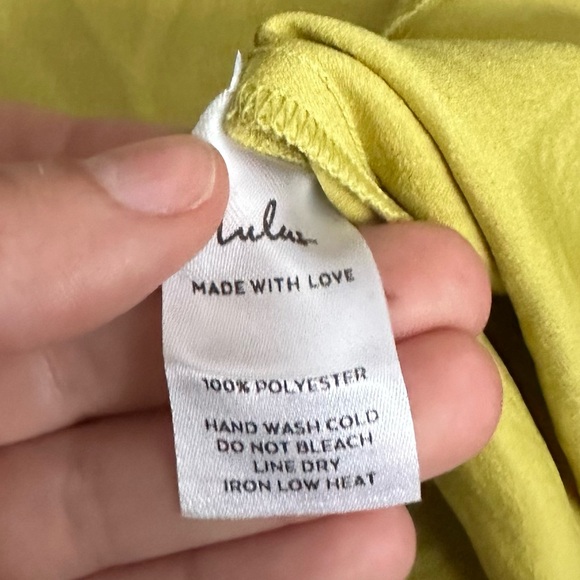 Lulus
MADE WITH LOVE
100% POLYESTER
HAND WASH COLD
DO NOT BLEACH
LINE DRY
IRON LOW HEAT